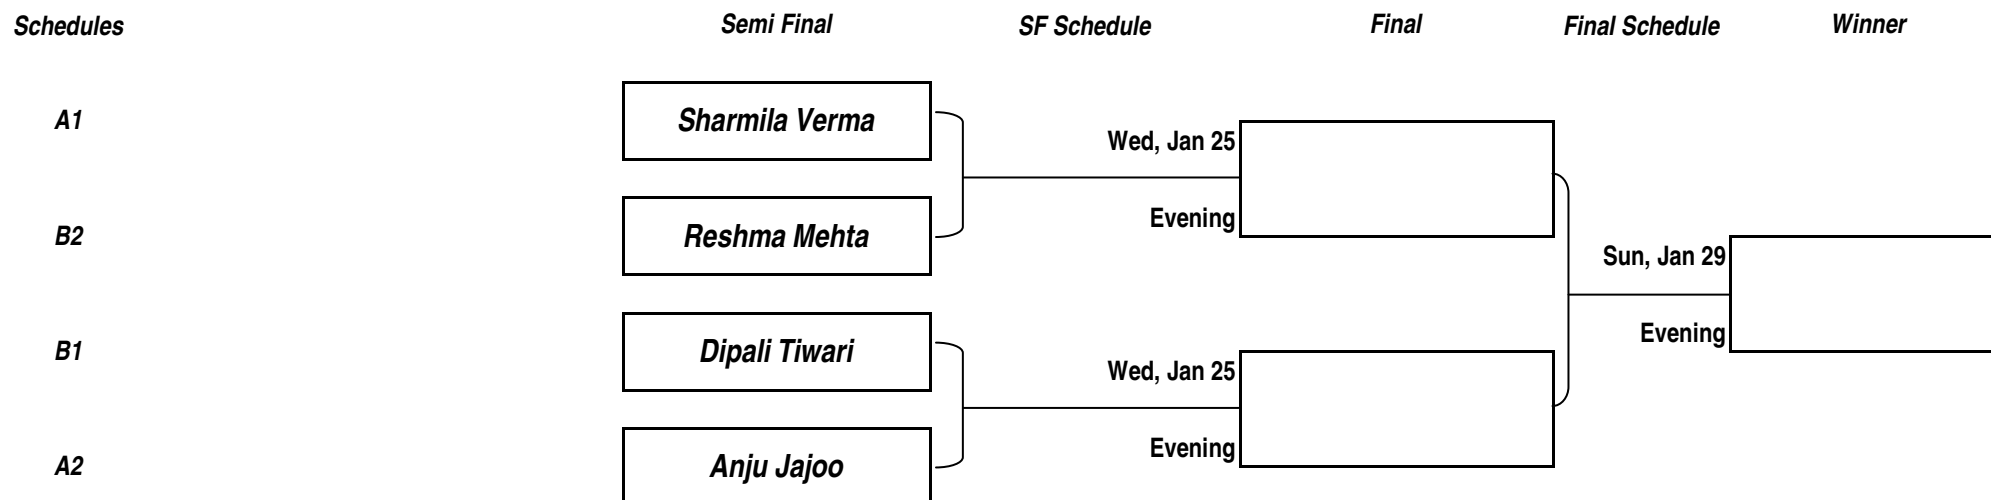 Schedules Semi Final SF Schedule Final Final Schedule Winner
A1 Sharmila Verma
Wed, Jan 25
Evening
B2 Reshma Mehta
Sun, Jan 29
Evening
B1 Dipali Tiwari
Wed, Jan 25
Evening
A2 Anju Jajoo